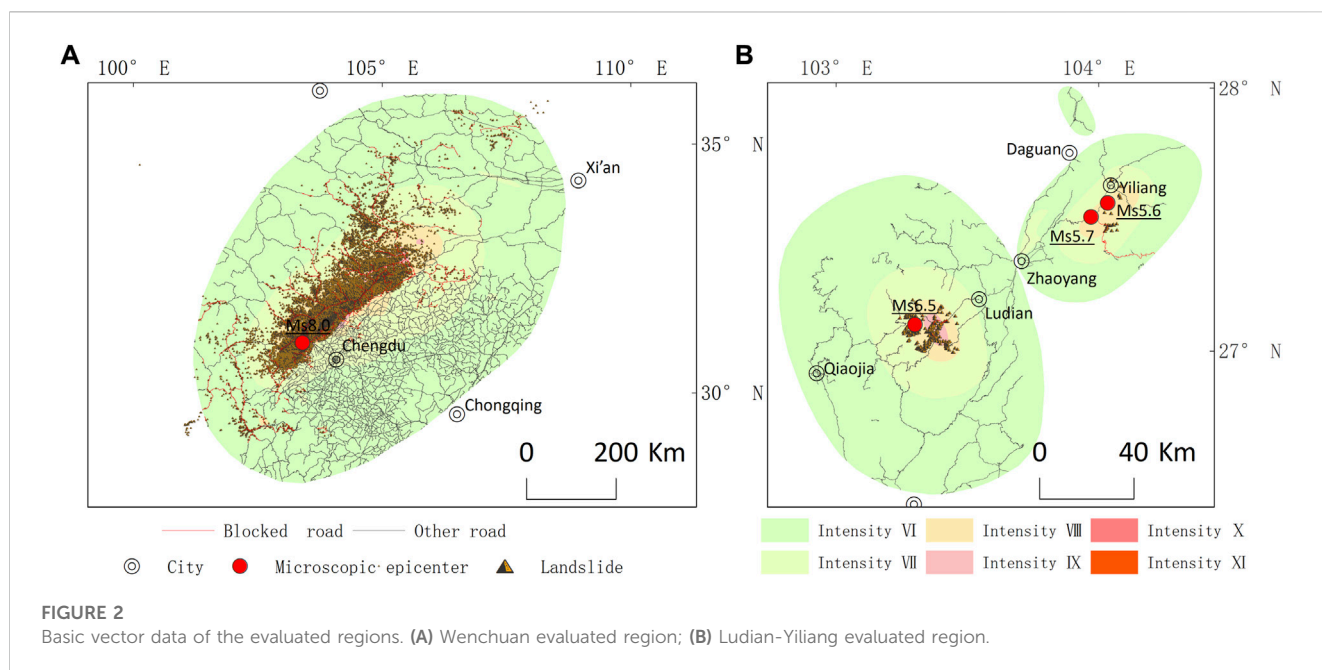 A
100° E 105° E 110° E
35° N
30° N
Xi'an
Ms8.0
Chengdu
Chongqing
0 200 Km
Blocked road Other road
City Microscopic epicenter Landslide
B
103° E 104° E
28° N
27° N
Daguan
Yiliang
Ms5.6
Ms5.7
Zhaoyang
Ms6.5
Ludian
Qiaojia
0 40 Km
Intensity Ⅵ Intensity Ⅷ Intensity Ⅹ
Intensity Ⅶ Intensity Ⅸ Intensity Ⅺ
FIGURE 2
Basic vector data of the evaluated regions. (A) Wenchuan evaluated region; (B) Ludian-Yiliang evaluated region.